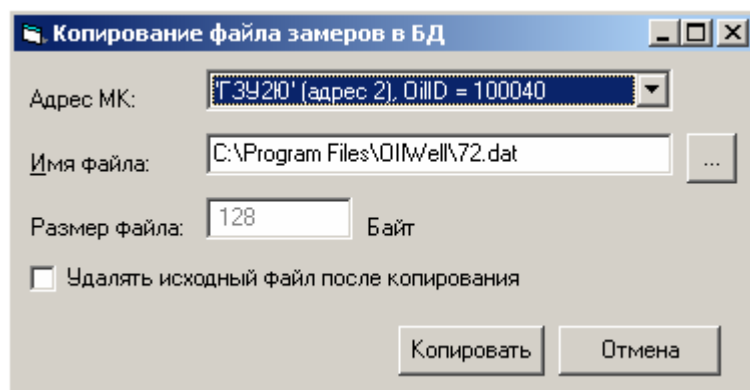 Копирование файла замеров в БД
Адрес МК: 'ГЗУ2Ю' (адрес 2), OilID = 100040
Имя файла: C:\Program Files\OilWell\72.dat ...
Размер файла: 128 Байт
Удалять исходный файл после копирования
Копировать Отмена